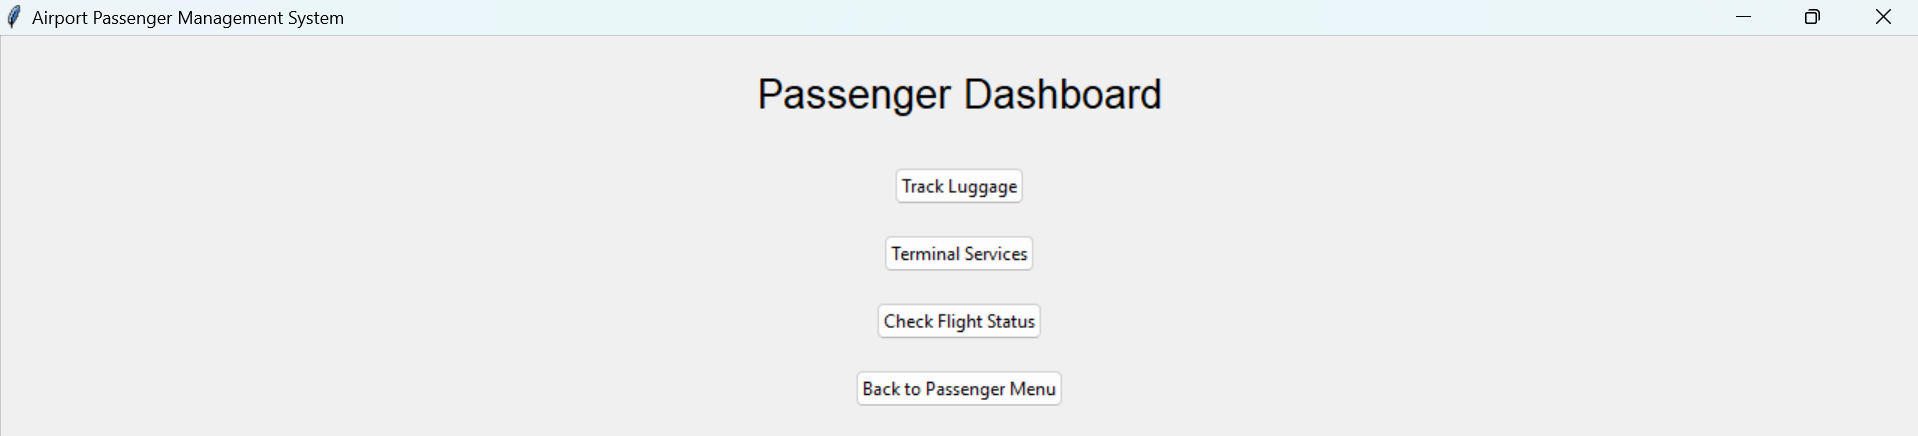 Airport Passenger Management System
Passenger Dashboard
Track Luggage
Terminal Services
Check Flight Status
Back to Passenger Menu